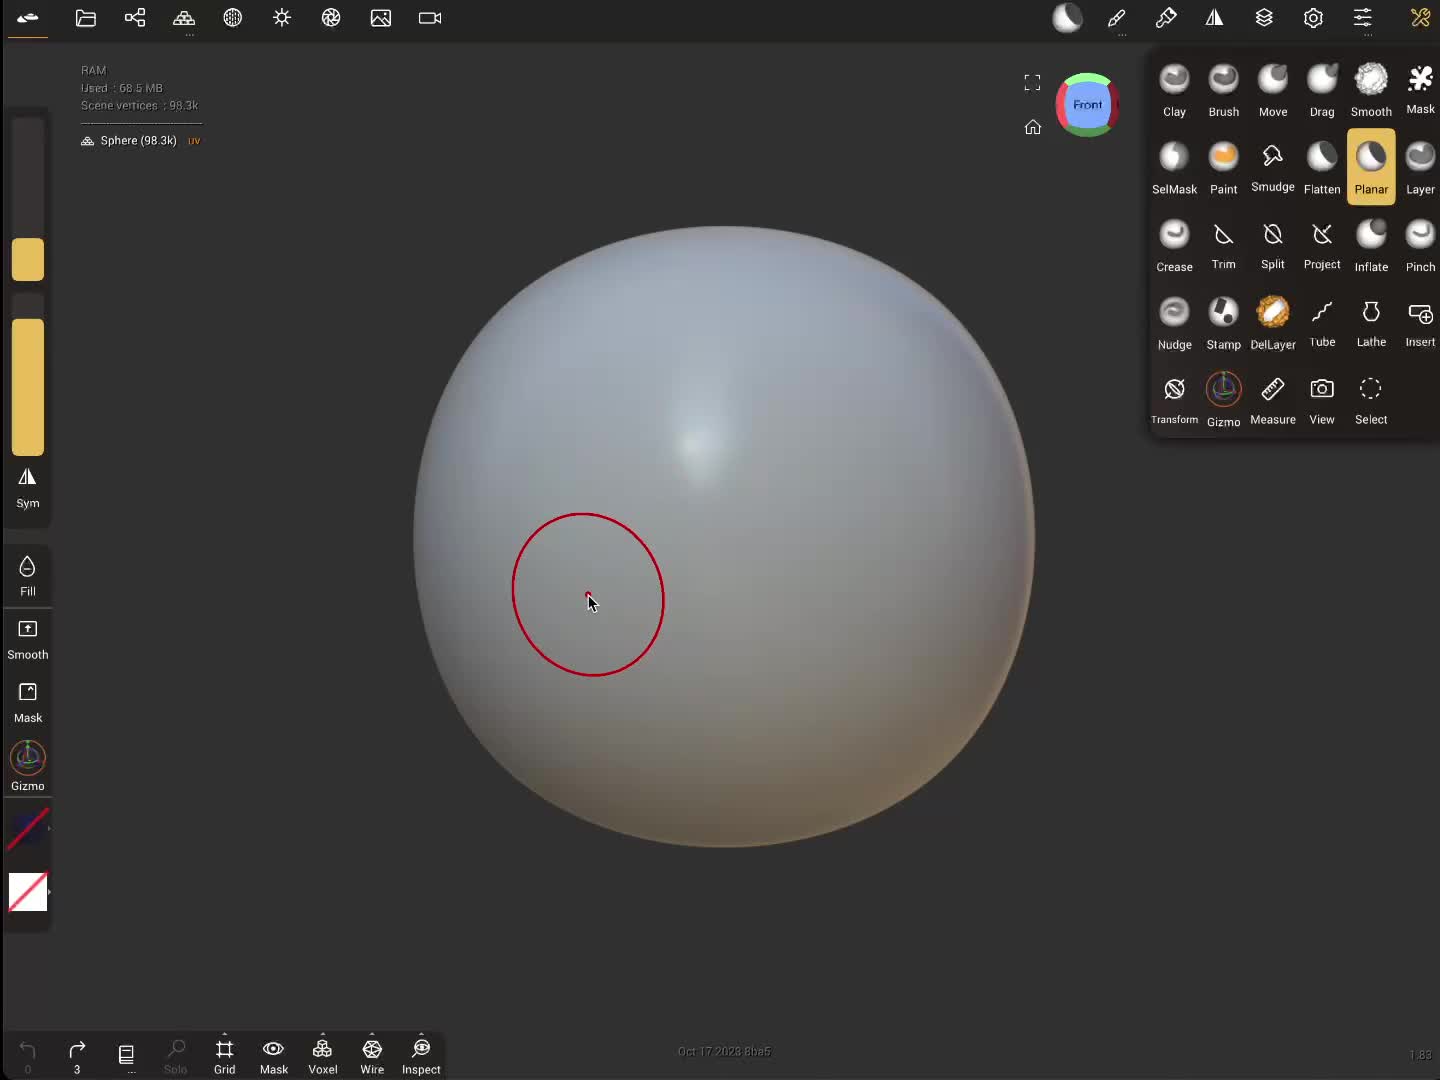 RAM
Used : 68.5 MB
Scene vertices : 98.3k
Sphere (98.3k) uv
Front
Clay Brush Move Drag Smooth Mask
SelMask Paint Smudge Flatten Planar Layer
Crease Trim Split Project Inflate Pinch
Nudge Stamp DelLayer Tube Lathe Insert
Transform Gizmo Measure View Select
Sym
Fill
Smooth
Mask
Gizmo
0 3 ... Solo Grid Mask Voxel Wire Inspect
Oct 17 2023 8ba5
1.83